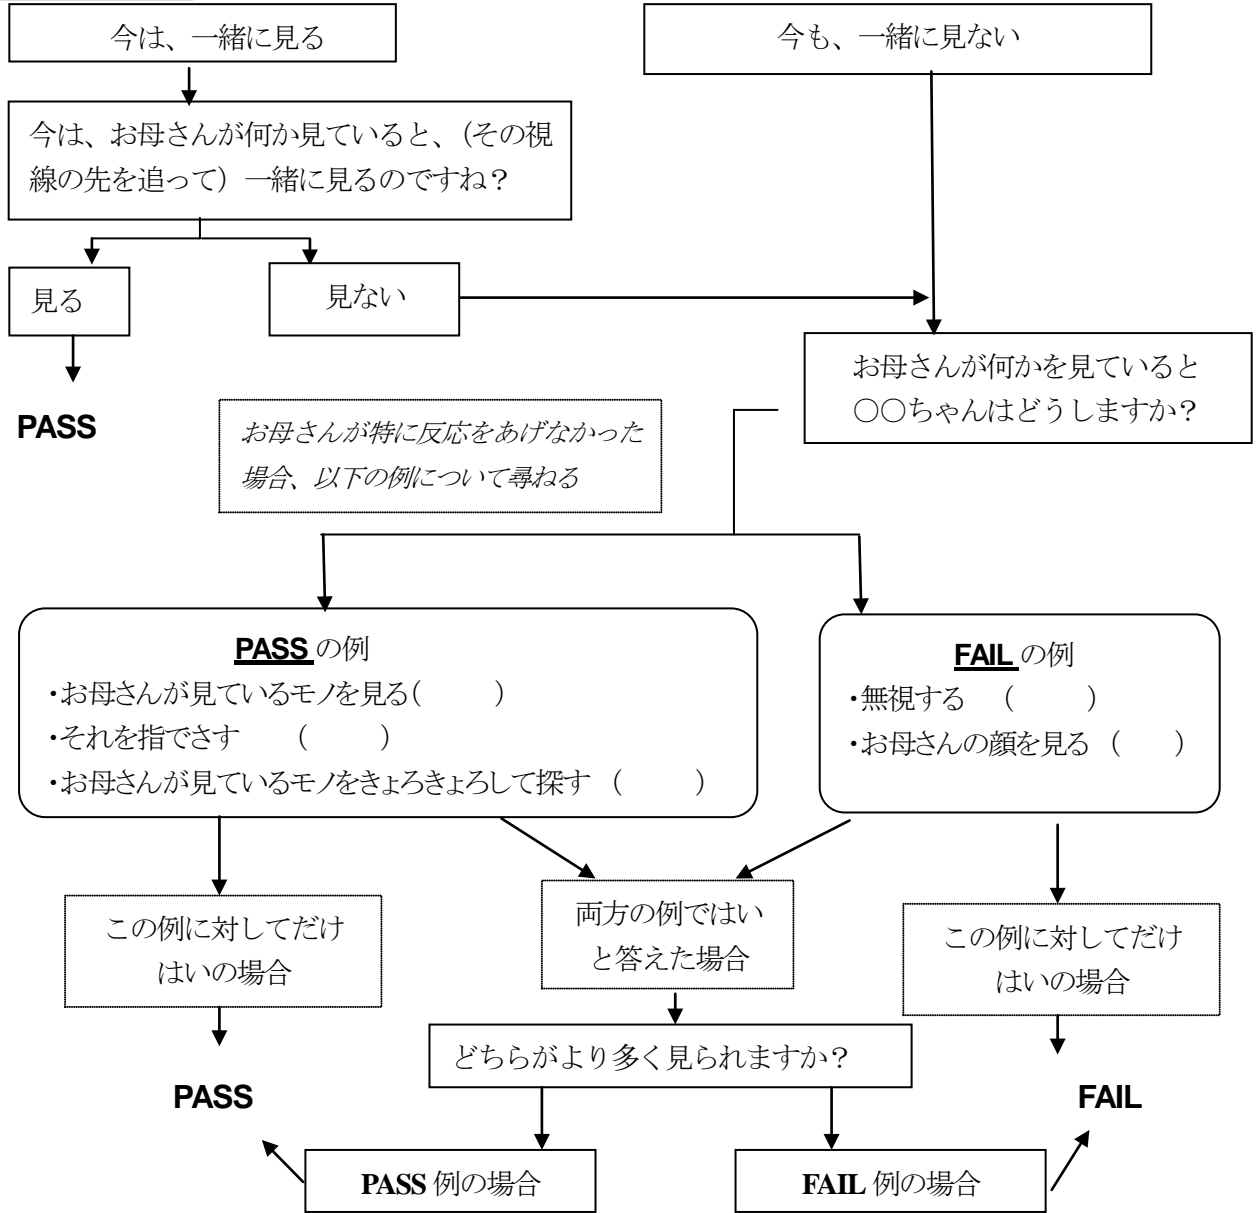 今は、一緒に見る
今も、一緒に見ない
今は、お母さんが何か見ていると、（その視
線の先を追って）一緒に見るのですね？
見る
見ない
お母さんが何かを見ていると
〇〇ちゃんはどうしますか？
PASS
お母さんが特に反応をあげなかった
場合、以下の例について尋ねる
PASS の例
・お母さんが見ているモノを見る（　　　）
・それを指でさす　（　　　）
・お母さんが見ているモノをきょろきょろして探す　（　　　）
FAIL の例
・無視する　（　　　）
・お母さんの顔を見る　（　　）
この例に対してだけ
はいの場合
両方の例ではい
と答えた場合
この例に対してだけ
はいの場合
どちらがより多く見られますか？
PASS
FAIL
PASS 例の場合
FAIL 例の場合